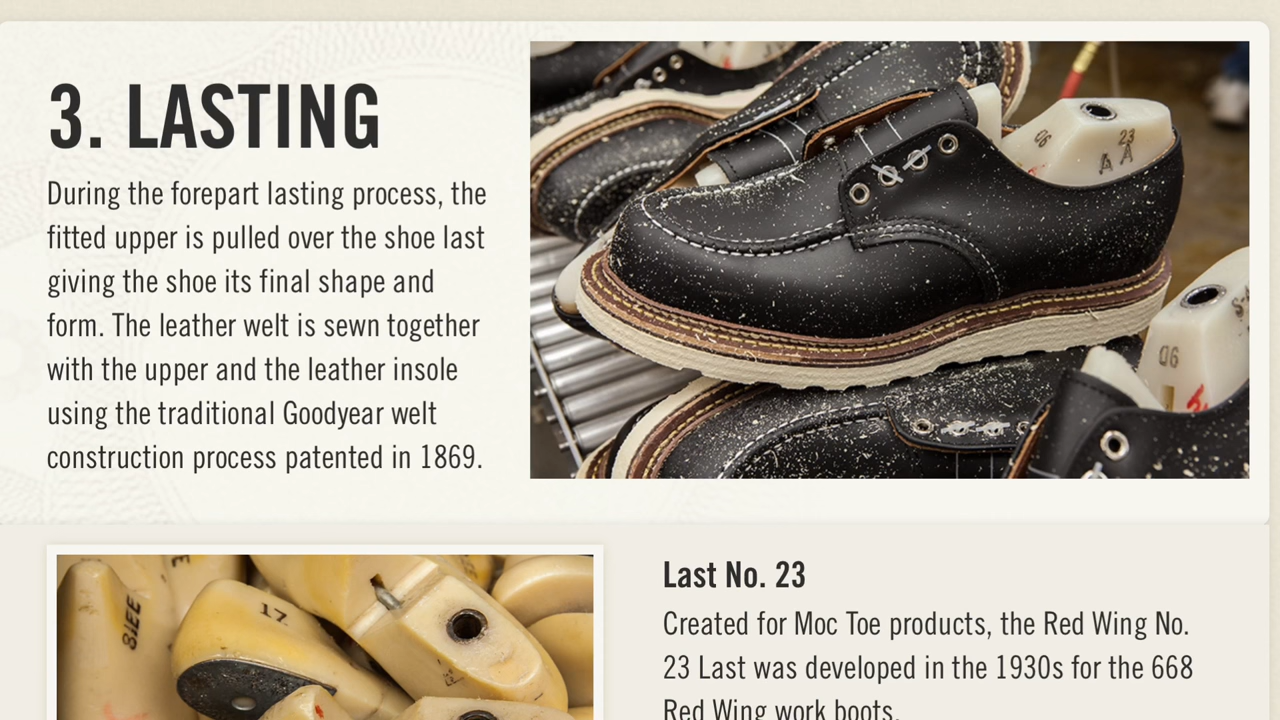 3. LASTING
During the forepart lasting process, the
fitted upper is pulled over the shoe last
giving the shoe its final shape and
form. The leather welt is sewn together
with the upper and the leather insole
using the traditional Goodyear welt
construction process patented in 1869.
23
A A
17
Last No. 23
Created for Moc Toe products, the Red Wing No.
23 Last was developed in the 1930s for the 668
Red Wing work boots.